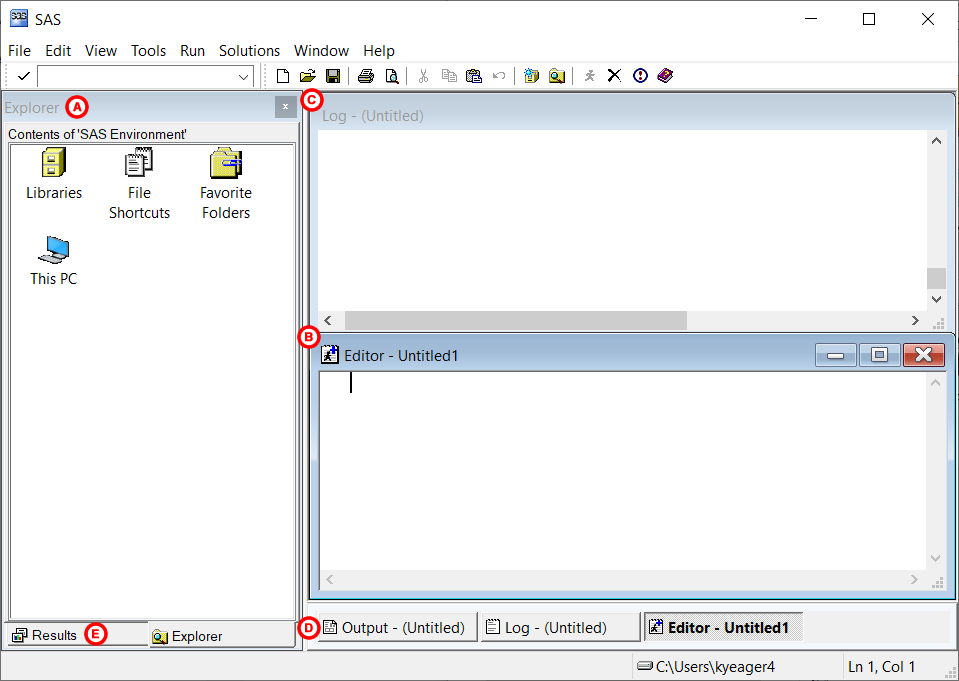 SAS
File Edit View Tools Run Solutions Window Help
Explorer A x
Contents of 'SAS Environment'
Libraries
File
Shortcuts
Favorite
Folders
This PC
Results E
Explorer
C
Log - (Untitled)
B
Editor - Untitled1
D Output - (Untitled)
Log - (Untitled)
Editor - Untitled1
C:\Users\kyeager4
Ln 1, Col 1